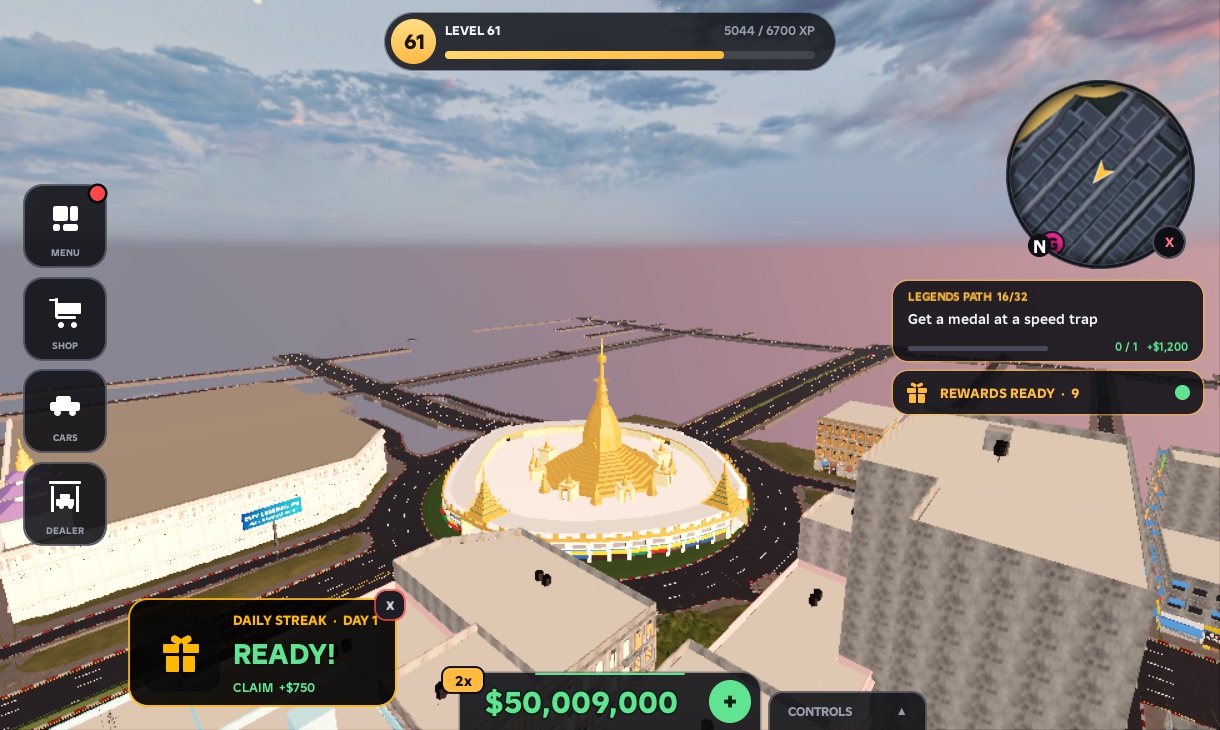 61
LEVEL 61
5044 / 6700 XP
MENU
SHOP
CARS
DEALER
N
G
X
LEGENDS PATH 16/32
Get a medal at a speed trap
0 / 1 +$1,200
REWARDS READY · 9
X
DAILY STREAK · DAY 1
READY!
CLAIM +$750
2x
$50,009,000
+
CONTROLS ▲